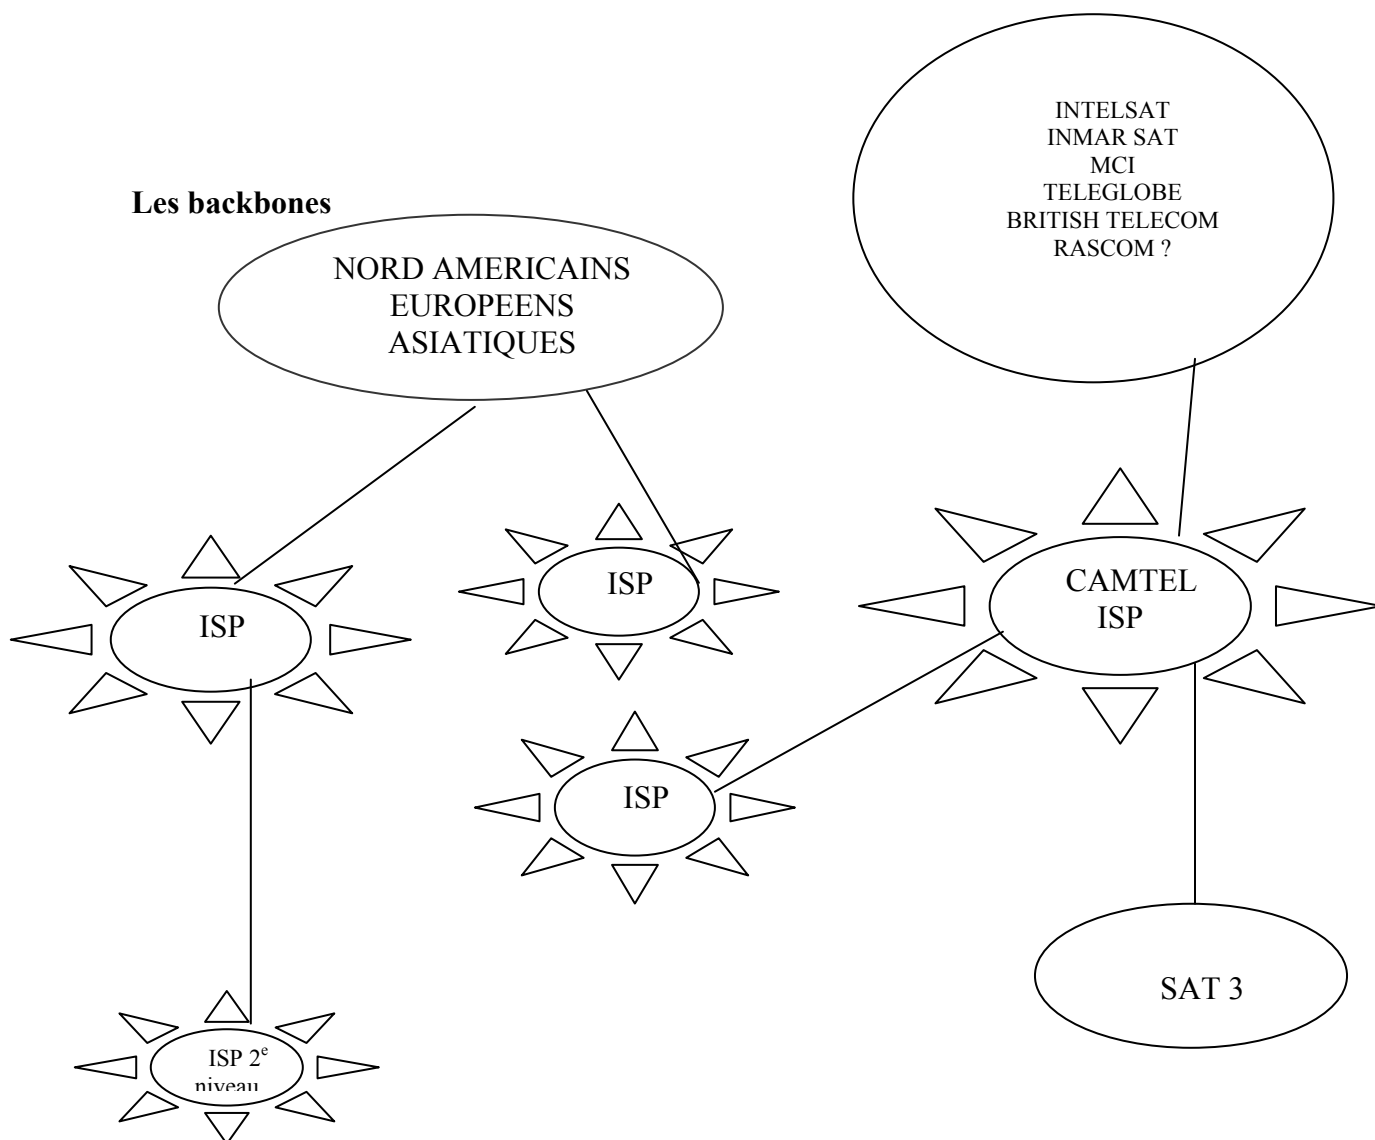 INTELSAT
INMAR SAT
MCI
TELEGLOBE
BRITISH TELECOM
RASCOM ?
Les backbones
NORD AMERICAINS
EUROPEENS
ASIATIQUES
ISP
ISP
CAMTEL
ISP
ISP
SAT 3
ISP 2e
niveau